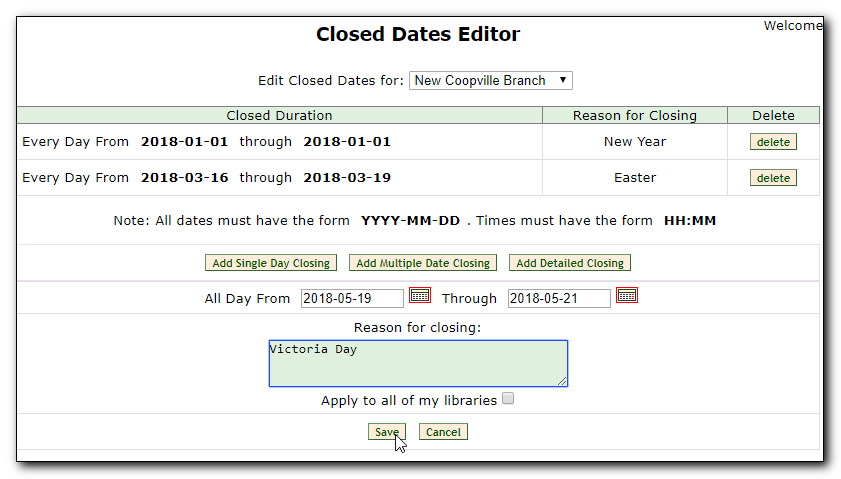 Welcome
Closed Dates Editor
Edit Closed Dates for: New Coopville Branch
Closed Duration Reason for Closing Delete
Every Day From 2018-01-01 through 2018-01-01 New Year delete
Every Day From 2018-03-16 through 2018-03-19 Easter delete
Note: All dates must have the form YYYY-MM-DD . Times must have the form HH:MM
Add Single Day Closing Add Multiple Date Closing Add Detailed Closing
All Day From 2018-05-19 Through 2018-05-21
Reason for closing:
Victoria Day
Apply to all of my libraries
Save Cancel